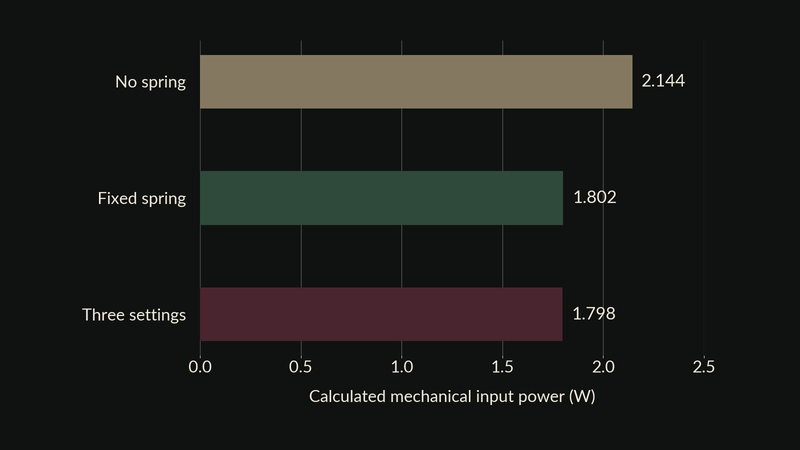 No spring
2.144
Fixed spring
1.802
Three settings
1.798
0.0 0.5 1.0 1.5 2.0 2.5
Calculated mechanical input power (W)